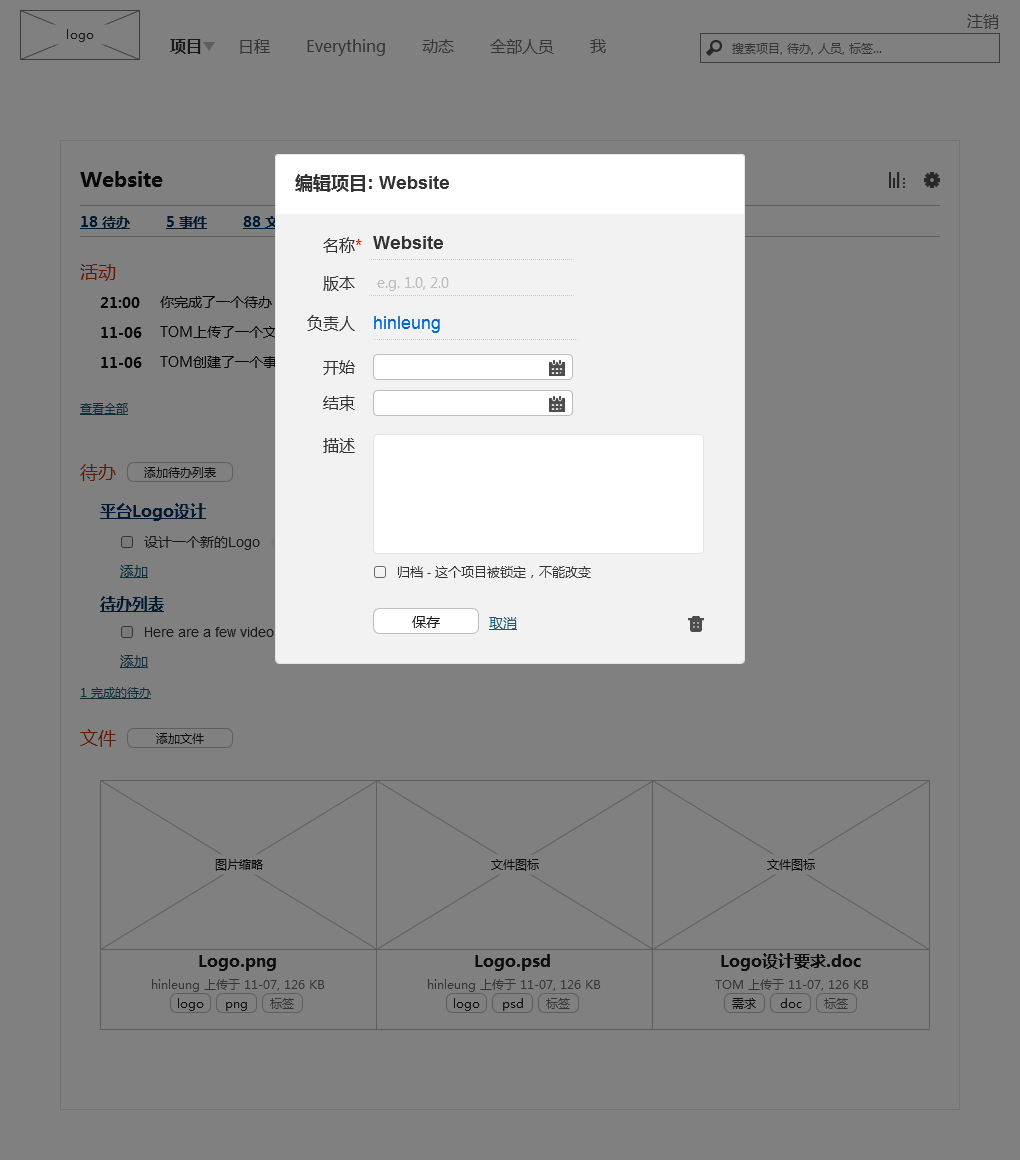 logo
项目 日程 Everything 动态 全部人员 我
注销
搜索项目, 待办, 人员, 标签...
Website
18 待办 5 事件 88
活动
21:00 你完成了一个待办
11-06 TOM上传了一个文
11-06 TOM创建了一个事
查看全部
待办 添加待办列表
平台Logo设计
设计一个新的Logo
添加
待办列表
Here are a few video
添加
1 完成的待办
文件 添加文件
图片缩略 文件图标 文件图标
Logo.png Logo.psd Logo设计要求.doc
hinleung 上传于 11-07, 126 KB hinleung 上传于 11-07, 126 KB TOM 上传于 11-07, 126 KB
logo png 标签 logo psd 标签 需求 doc 标签
编辑项目: Website
名称* Website
版本 e.g. 1.0, 2.0
负责人 hinleung
开始
结束
描述
归档 - 这个项目被锁定，不能改变
保存 取消